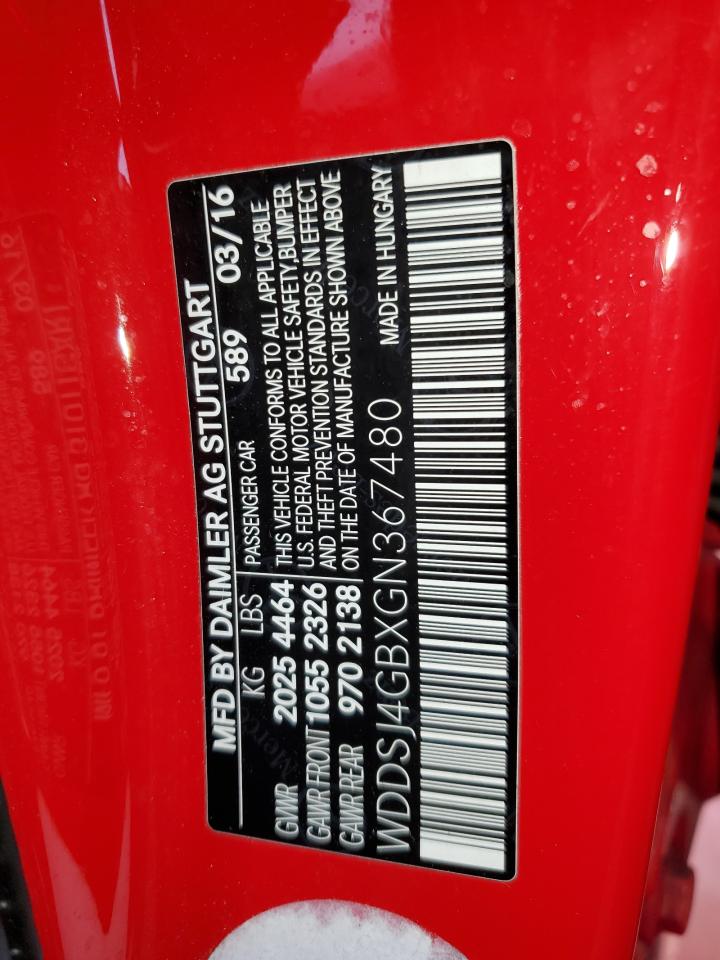 MFD BY DAIMLER AG STUTTGART
589 03/16
KG LBS PASSENGER CAR
GVWR 2025 4464 THIS VEHICLE CONFORMS TO ALL APPLICABLE
GAWR FRONT 1055 2326 U.S. FEDERAL MOTOR VEHICLE SAFETY,BUMPER
AND THEFT PREVENTION STANDARDS IN EFFECT
GAWR REAR 970 2138 ON THE DATE OF MANUFACTURE SHOWN ABOVE
WDDSJ4GBXGN367480 MADE IN HUNGARY